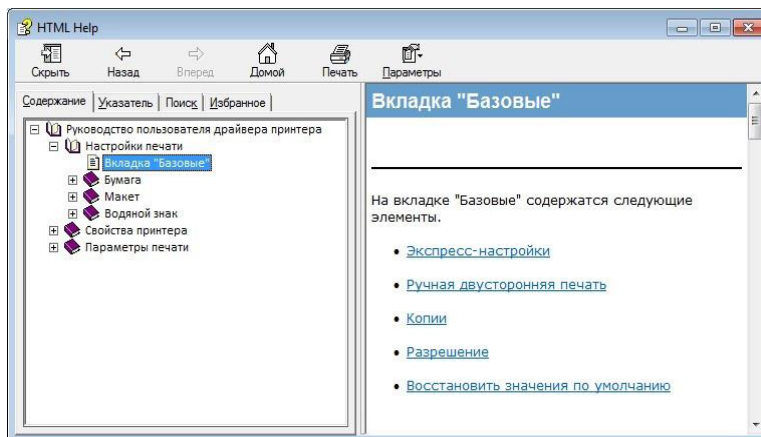 HTML Help
Скрыть Назад Вперед Домой Печать Параметры
Содержание Указатель Поиск Избранное
Руководство пользователя драйвера принтера
Настройки печати
Вкладка "Базовые"
Бумага
Макет
Водяной знак
Свойства принтера
Параметры печати
Вкладка "Базовые"
На вкладке "Базовые" содержатся следующие
элементы.
• Экспресс-настройки
• Ручная двусторонняя печать
• Копии
• Разрешение
• Восстановить значения по умолчанию